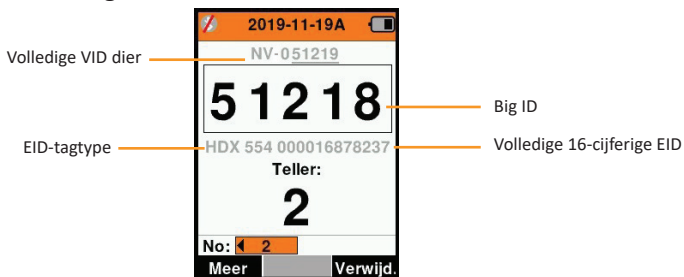 2019-11-19A
Volledige VID dier
NV-051219
51218
Big ID
EID-tagtype
HDX 554 000016878237
Volledige 16-cijferige EID
Teller:
2
No: 2
Meer
Verwijd.